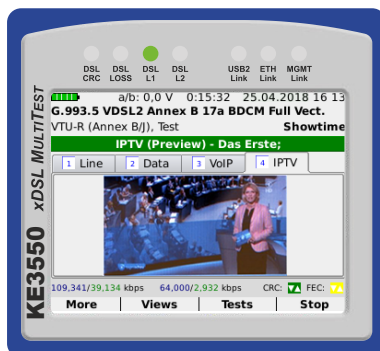 DSL CRC
DSL LOSS
DSL L1
DSL L2
USB2 Link
ETH Link
MGMT Link
KE3550 xDSL MULTITEST
a/b: 0,0 V 0:15:32 25.04.2018 16 13
G.993.5 VDSL2 Annex B 17a BDCM Full Vect.
VTU-R (Annex B/J), Test Showtime
IPTV (Preview) - Das Erste;
1 Line 2 Data 3 VoIP 4 IPTV
109,341/39,134 kbps 64,000/2,932 kbps CRC: FEC:
More Views Tests Stop